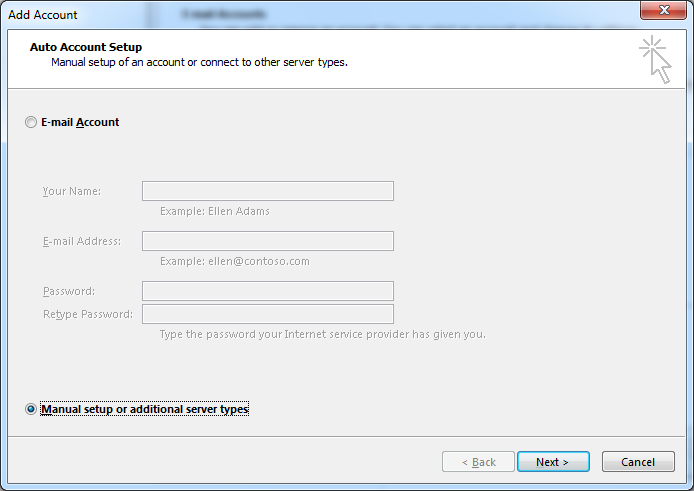 Add Account
E-mail Accounts
Auto Account Setup
Manual setup of an account or connect to other server types.
E-mail Account
Your Name:
Example: Ellen Adams
E-mail Address:
Example: ellen@contoso.com
Password:
Retype Password:
Type the password your Internet service provider has given you.
Manual setup or additional server types
< Back Next > Cancel